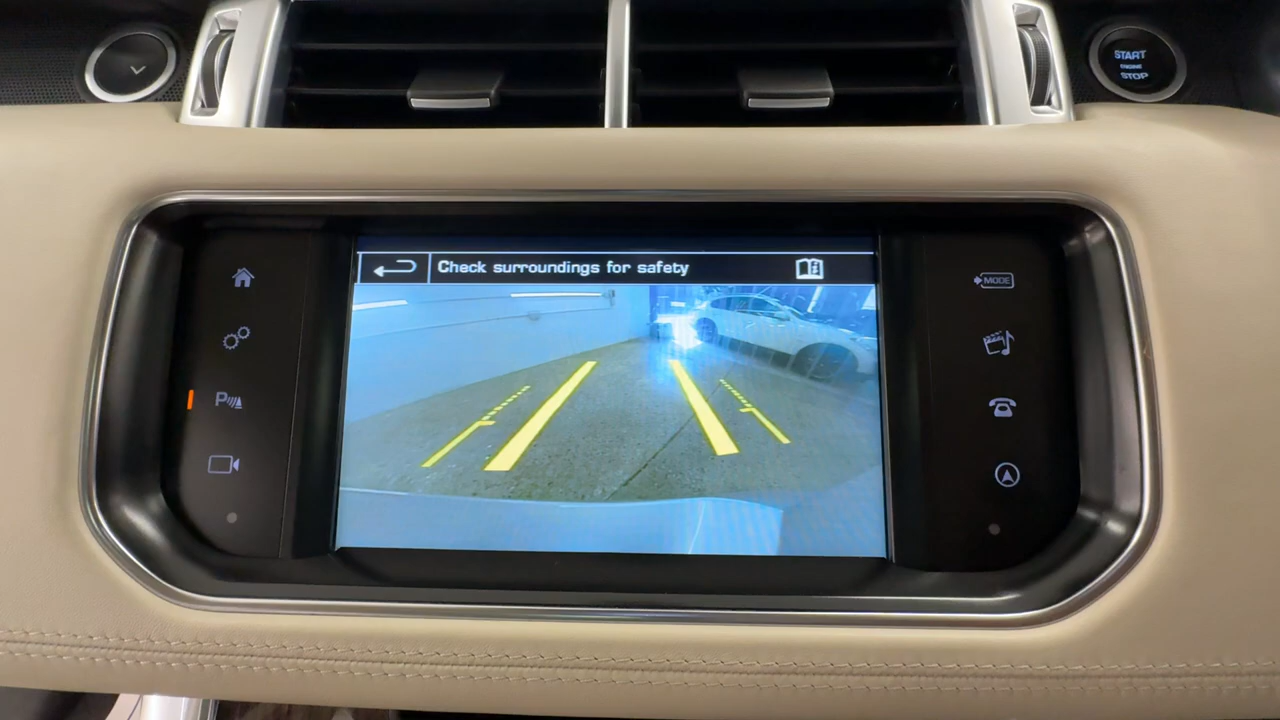 START
ENGINE
STOP
Check surroundings for safety
MODE
P